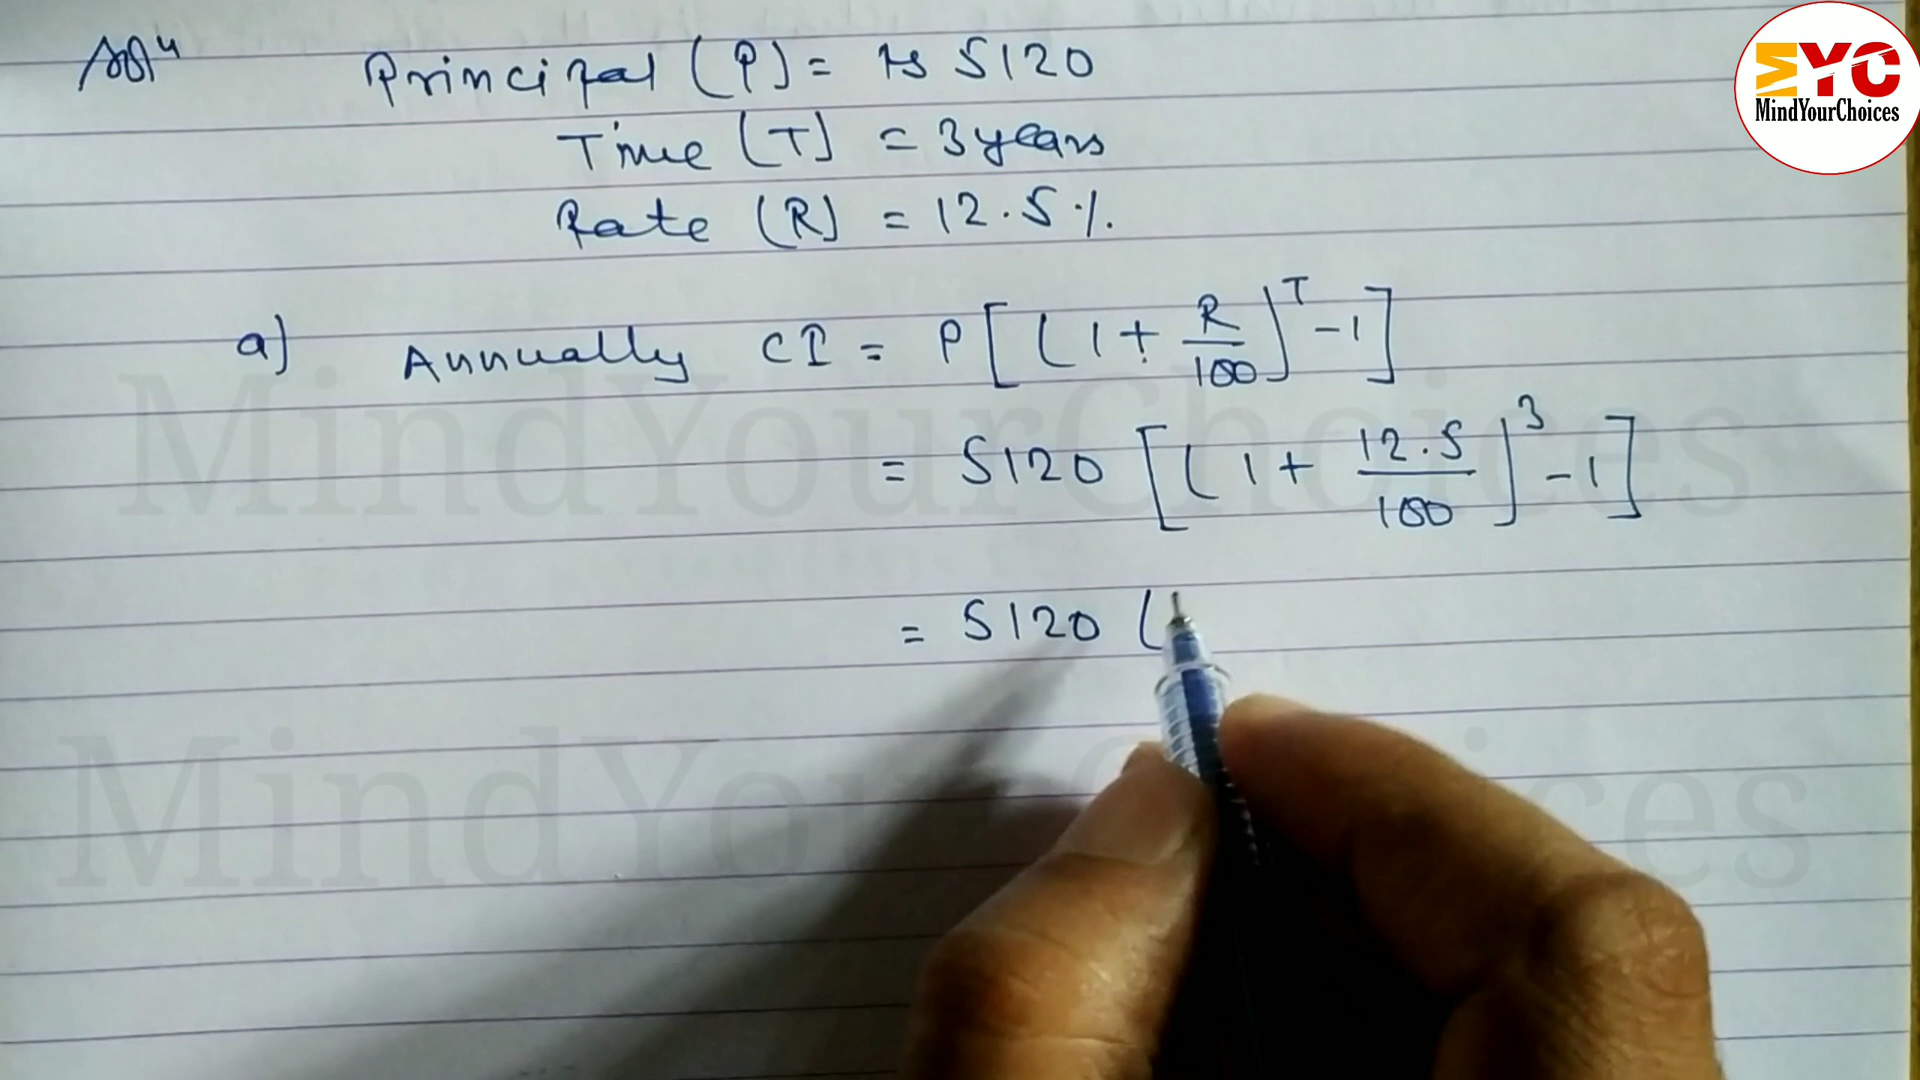 Soln
Principal (P) = rs 5120
Time (T) = 3 years
Rate (R) = 12.5 %.
a) Annually CI = P [ ( 1 + R/100 )^T - 1 ]
= 5120 [ ( 1 + 12.5/100 )^3 - 1 ]
= 5120 (
MYC
MindYourChoices
MindYourChoices
MindYourChoices